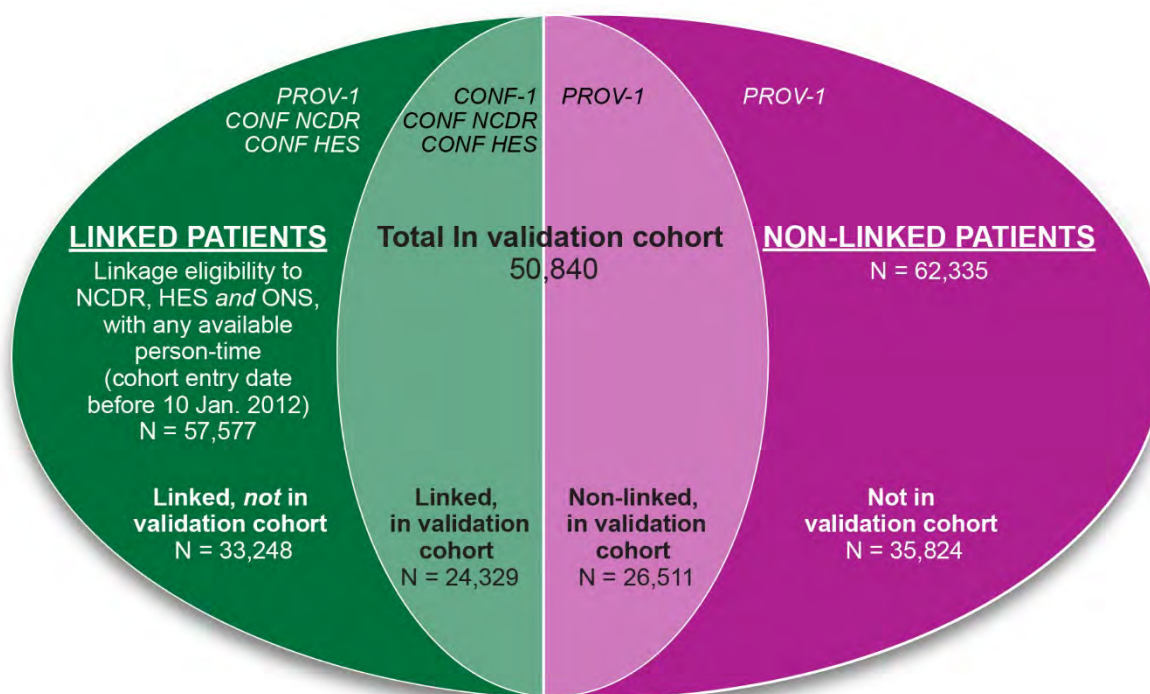 PROV-1
CONF NCDR
CONF HES
CONF-1
CONF NCDR
CONF HES
PROV-1
PROV-1
LINKED PATIENTS
Linkage eligibility to
NCDR, HES and ONS,
with any available
person-time
(cohort entry date
before 10 Jan. 2012)
N = 57,577
Total In validation cohort
50,840
NON-LINKED PATIENTS
N = 62,335
Linked, not in
validation cohort
N = 33,248
Linked,
in validation
cohort
N = 24,329
Non-linked,
in validation
cohort
N = 26,511
Not in
validation cohort
N = 35,824